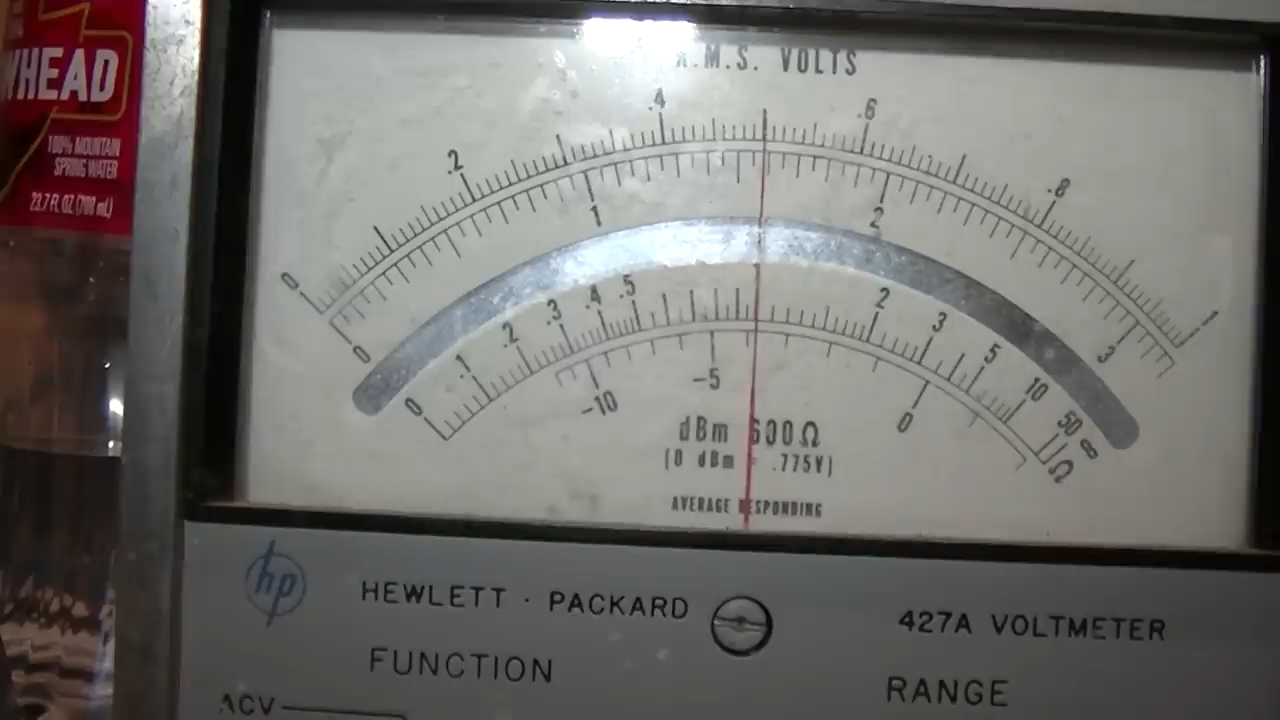 HEAD
100% MOUNTAIN
SPRING WATER
23.7 FL OZ (700 mL)
R.M.S. VOLTS
0 .2 .4 .6 .8 1
0 1 2 3
0 .1 .2 .3 .4 .5 2 3 5 10 50 ∞ Ω
-10 -5 0
dBm 600Ω
(0 dBm = .775V)
AVERAGE RESPONDING
hp HEWLETT · PACKARD
427A VOLTMETER
FUNCTION
RANGE
ACV